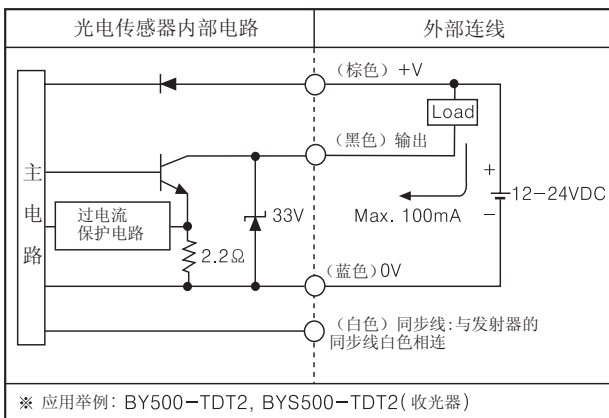 光电传感器内部电路
外部连线
(棕色)+V
Load
(黑色)输出
主电路
过电流
保护电路
33V
2.2Ω
Max. 100mA
+
12-24VDC
−
(蓝色)0V
(白色)同步线:与发射器的
同步线白色相连
※ 应用举例: BY500-TDT2, BYS500-TDT2(收光器)